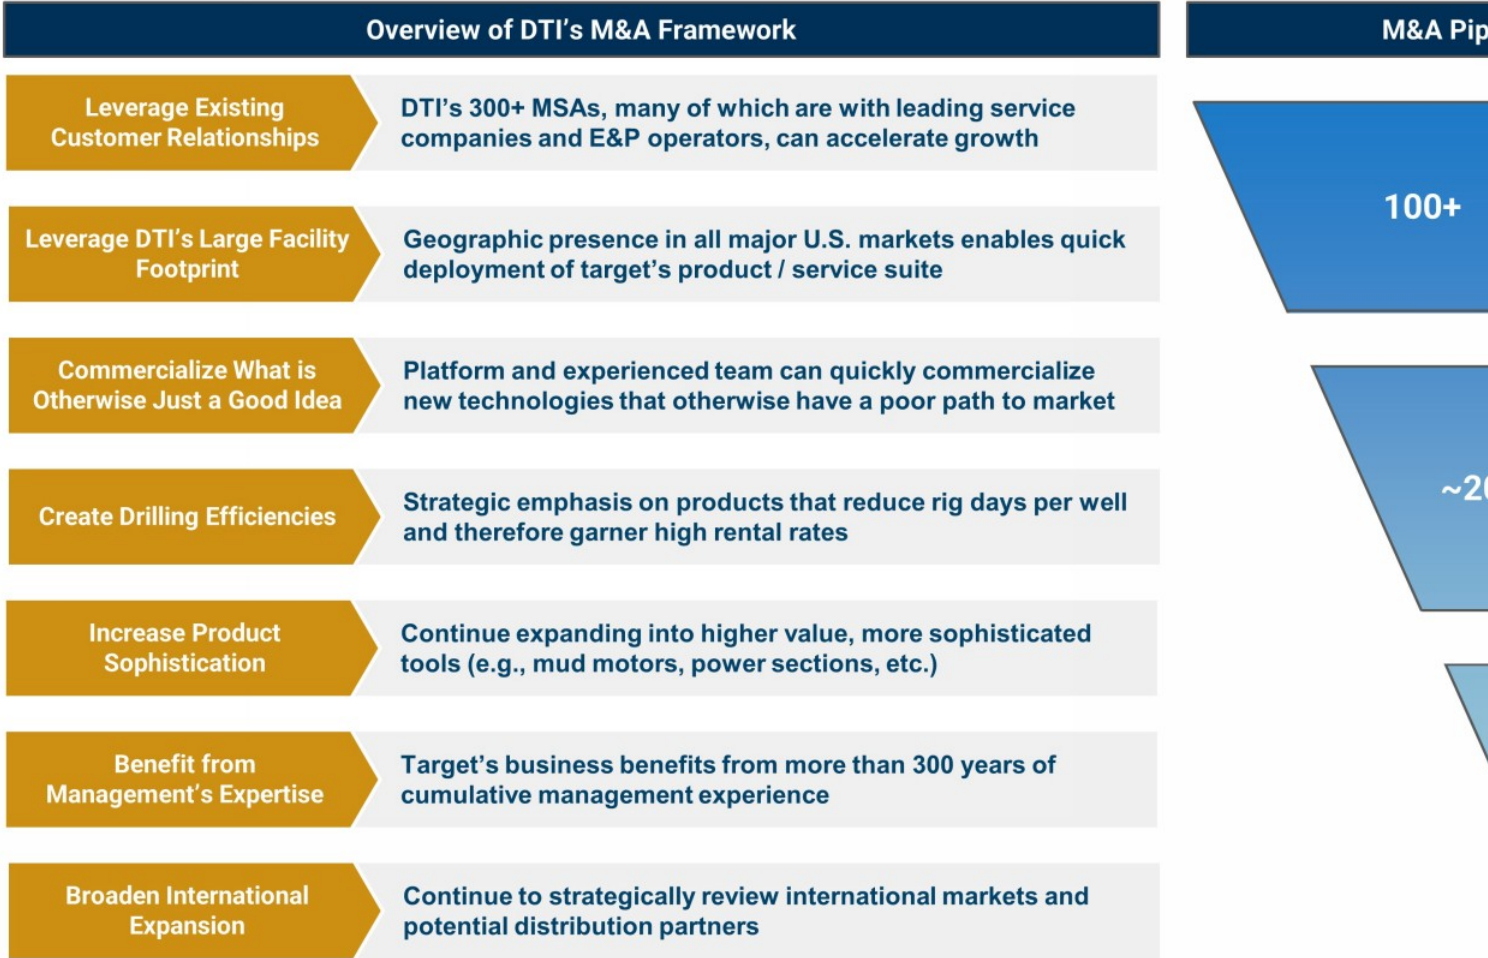 Overview of DTI's M&A Framework
Leverage Existing
Customer Relationships
DTI's 300+ MSAs, many of which are with leading service
companies and E&P operators, can accelerate growth
Leverage DTI's Large Facility
Footprint
Geographic presence in all major U.S. markets enables quick
deployment of target's product / service suite
Commercialize What is
Otherwise Just a Good Idea
Platform and experienced team can quickly commercialize
new technologies that otherwise have a poor path to market
Create Drilling Efficiencies
Strategic emphasis on products that reduce rig days per well
and therefore garner high rental rates
Increase Product
Sophistication
Continue expanding into higher value, more sophisticated
tools (e.g., mud motors, power sections, etc.)
Benefit from
Management's Expertise
Target's business benefits from more than 300 years of
cumulative management experience
Broaden International
Expansion
Continue to strategically review international markets and
potential distribution partners
M&A
100+